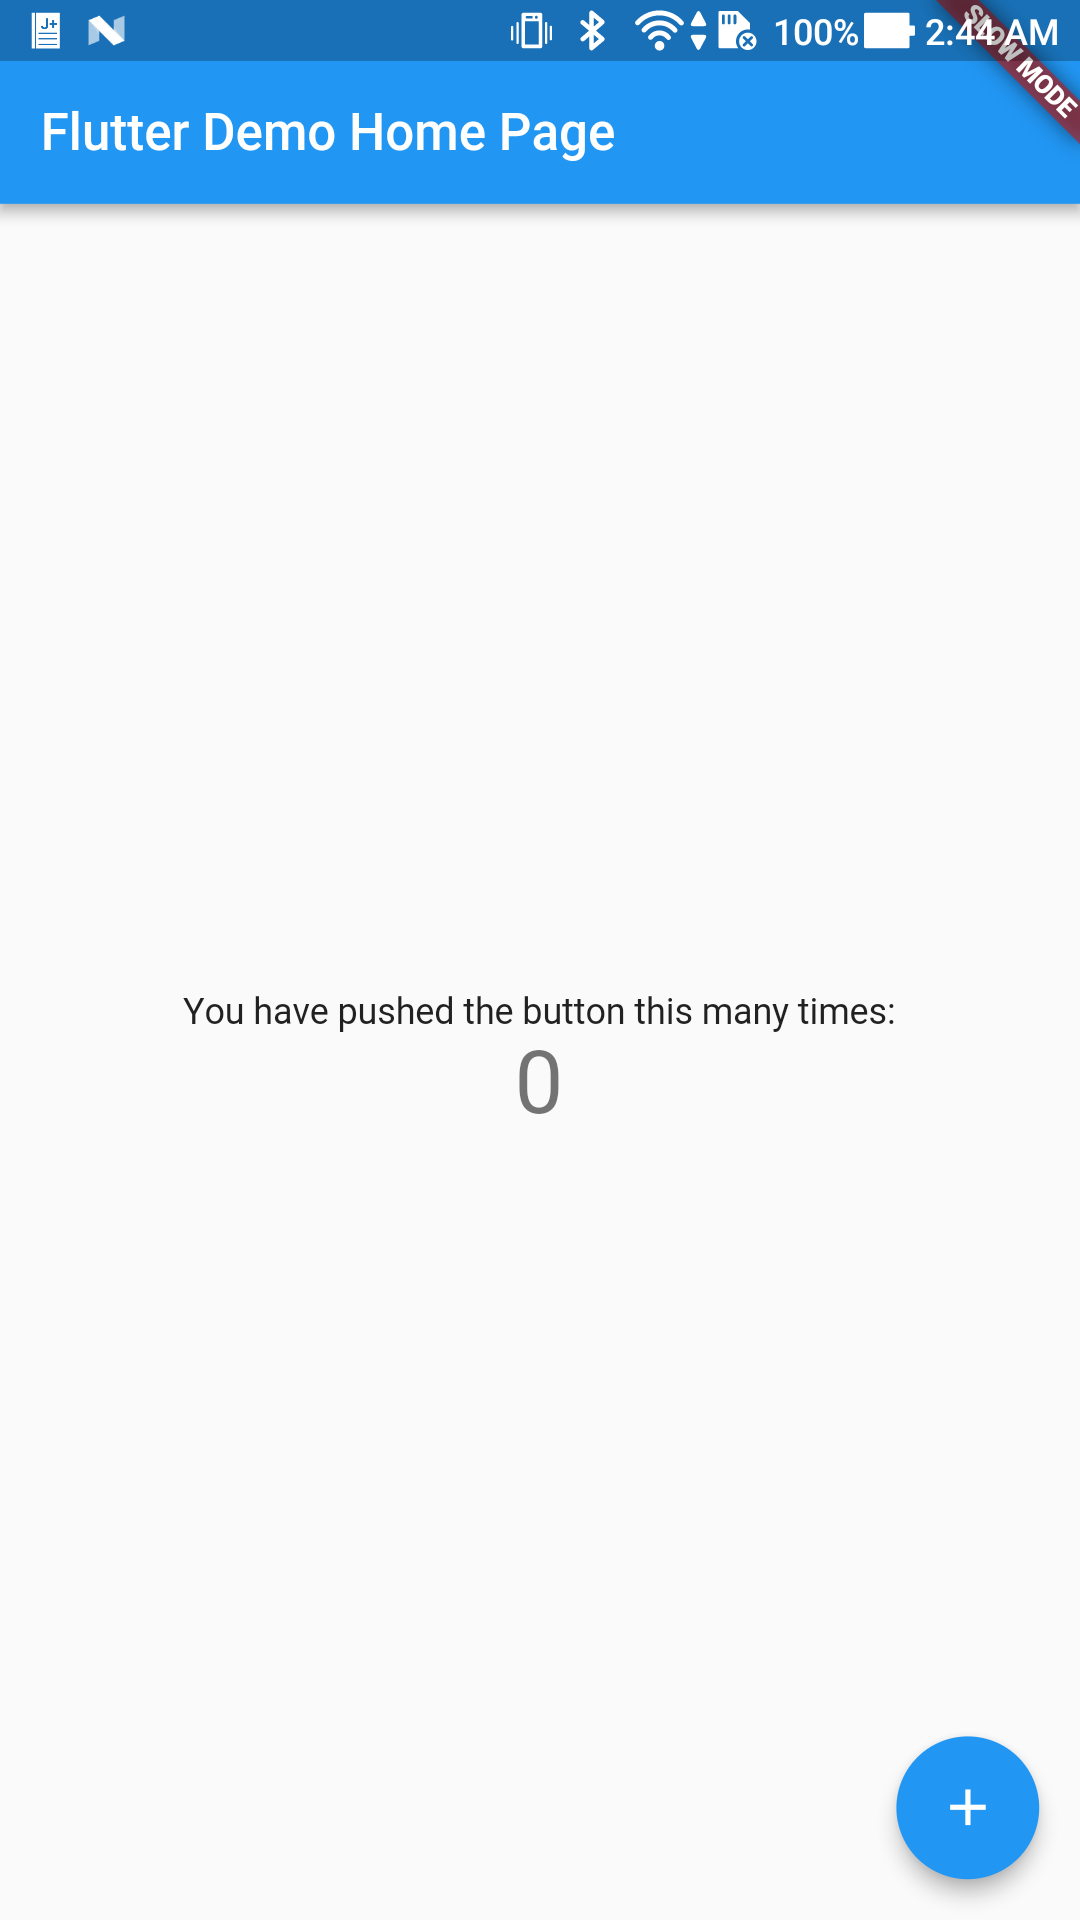 J+ N 100% 2:44 AM
SLOW MODE
Flutter Demo Home Page
You have pushed the button this many times:
0
+